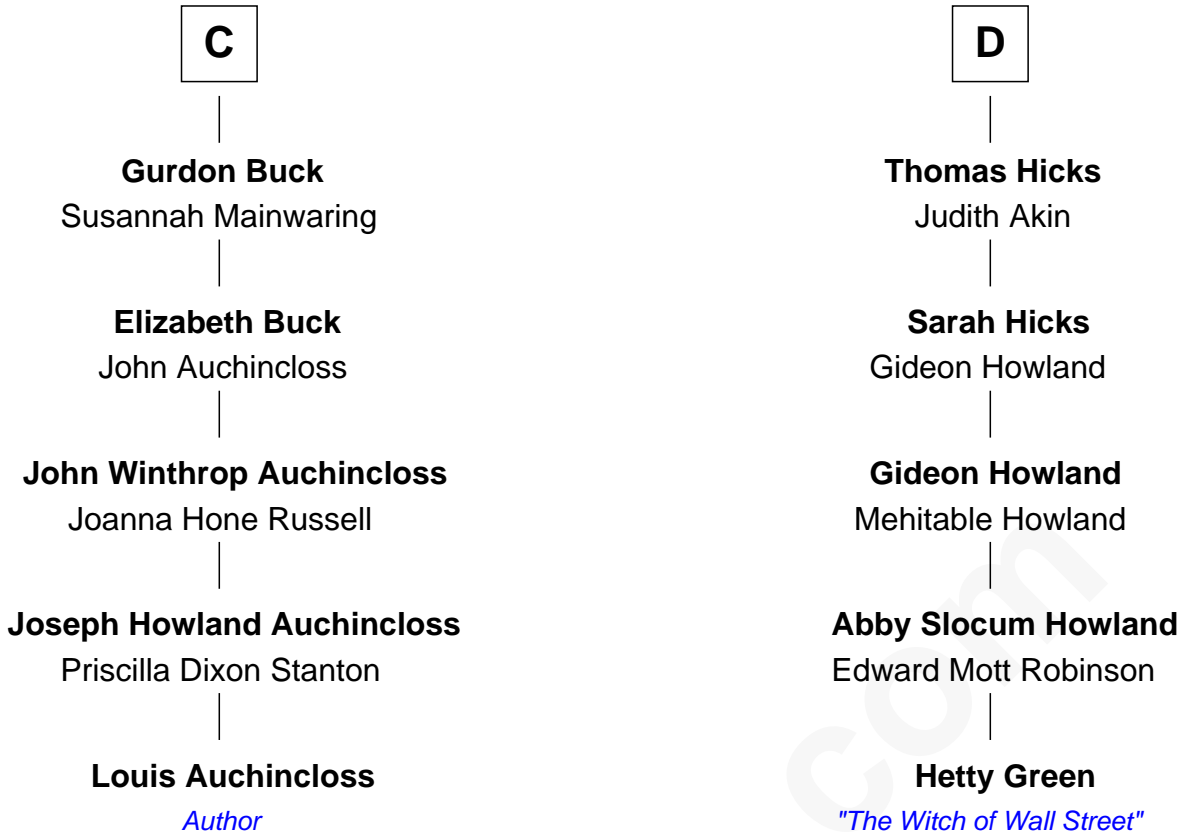 C
Gurdon Buck
Susannah Mainwaring
Elizabeth Buck
John Auchincloss
John Winthrop Auchincloss
Joanna Hone Russell
Joseph Howland Auchincloss
Priscilla Dixon Stanton
Louis Auchincloss
Author
D
Thomas Hicks
Judith Akin
Sarah Hicks
Gideon Howland
Gideon Howland
Mehitable Howland
Abby Slocum Howland
Edward Mott Robinson
Hetty Green
"The Witch of Wall Street"
com